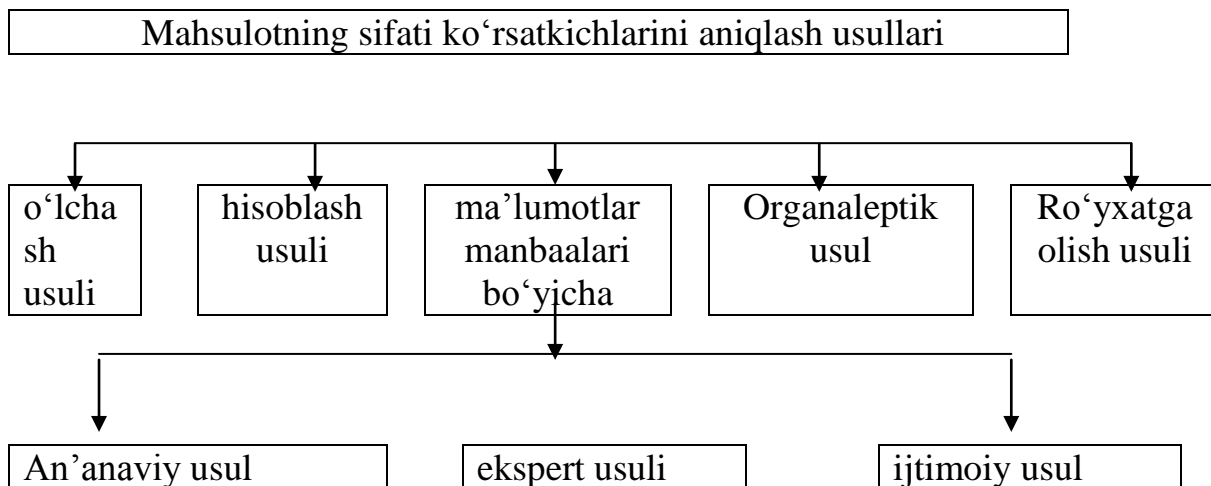 Mahsulotning sifati ko‘rsatkichlarini aniqlash usullari
o‘lcha
sh
usuli
hisoblash
usuli
ma’lumotlar
manbaalari
bo‘yicha
Organaleptik
usul
Ro‘yxatga
olish usuli
An’anaviy usul
ekspert usuli
ijtimoiy usul